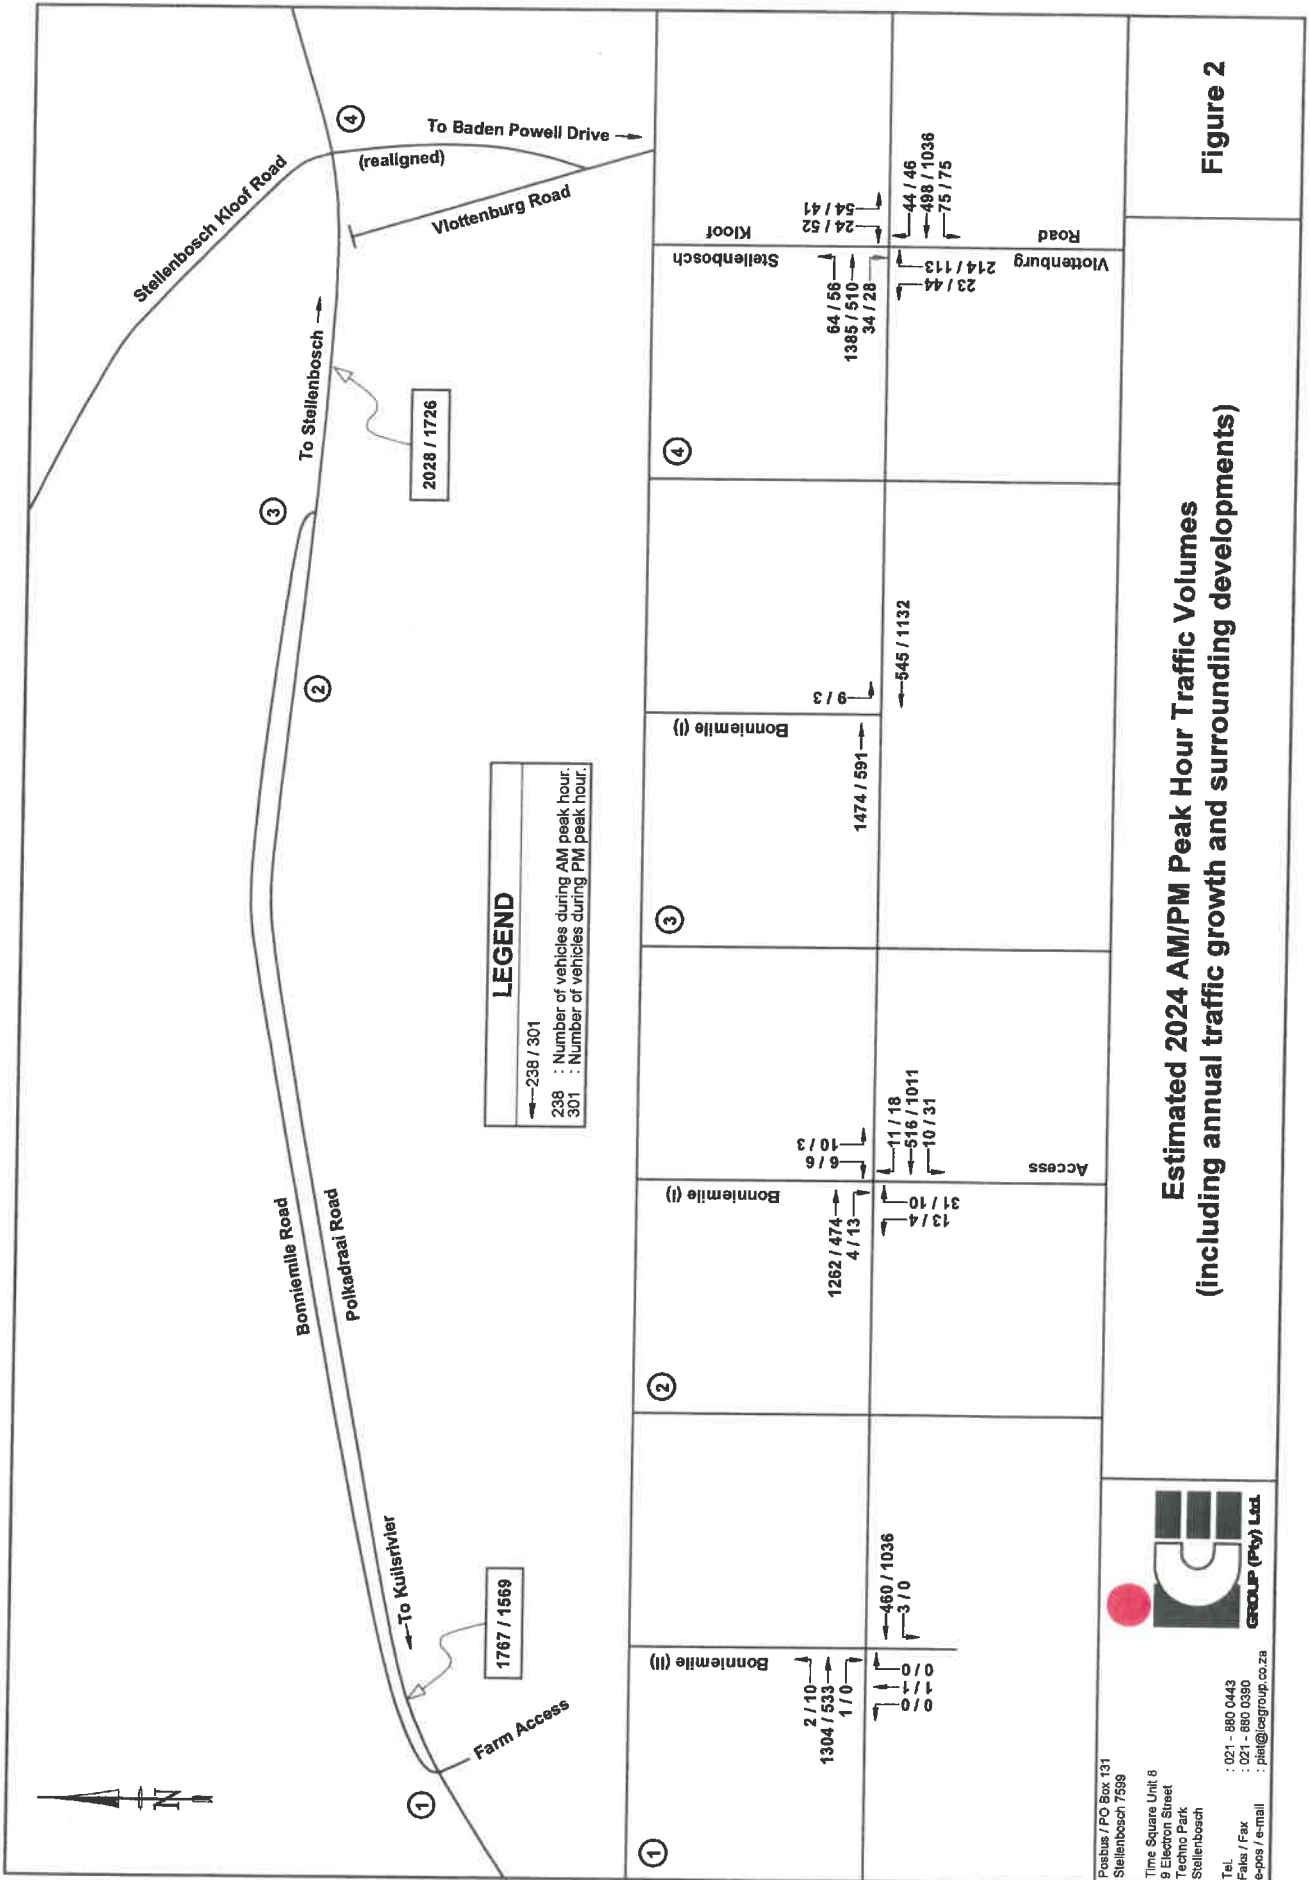 N
1
Farm Access
1767 / 1569
To Kuilsrivier
Bonniemile Road
Polkadraai Road
2
3
To Stellenbosch
2028 / 1726
Stellenbosch Kloof Road
4
(realigned)
To Baden Powell Drive
Vlottenburg Road
LEGEND
238 / 301
238 : Number of vehicles during AM peak hour.
301 : Number of vehicles during PM peak hour.
1
Bonniemile (II)
2 / 10
1304 / 533
1 / 0
460 / 1036
3 / 0
0 / 0
1 / 1
0 / 0
2
Bonniemile (I)
6 / 6
10 / 3
1262 / 474
4 / 13
11 / 18
516 / 1011
10 / 31
13 / 4
31 / 10
Access
3
Bonniemile (I)
9 / 3
1474 / 591
545 / 1132
4
Stellenbosch
Kloof
24 / 52
54 / 41
64 / 56
1385 / 510
34 / 28
44 / 46
498 / 1036
75 / 75
23 / 44
214 / 113
Vlottenburg
Road
Posbus / PO Box 131
Stellenbosch 7599
Time Square Unit 8
9 Electron Street
Techno Park
Stellenbosch
Tel. : 021 - 880 0443
Faks / Fax : 021 - 880 0390
e-pos / e-mail : piet@icegroup.co.za
iCE
GROUP (Pty) Ltd.
Estimated 2024 AM/PM Peak Hour Traffic Volumes
(including annual traffic growth and surrounding developments)
Figure 2